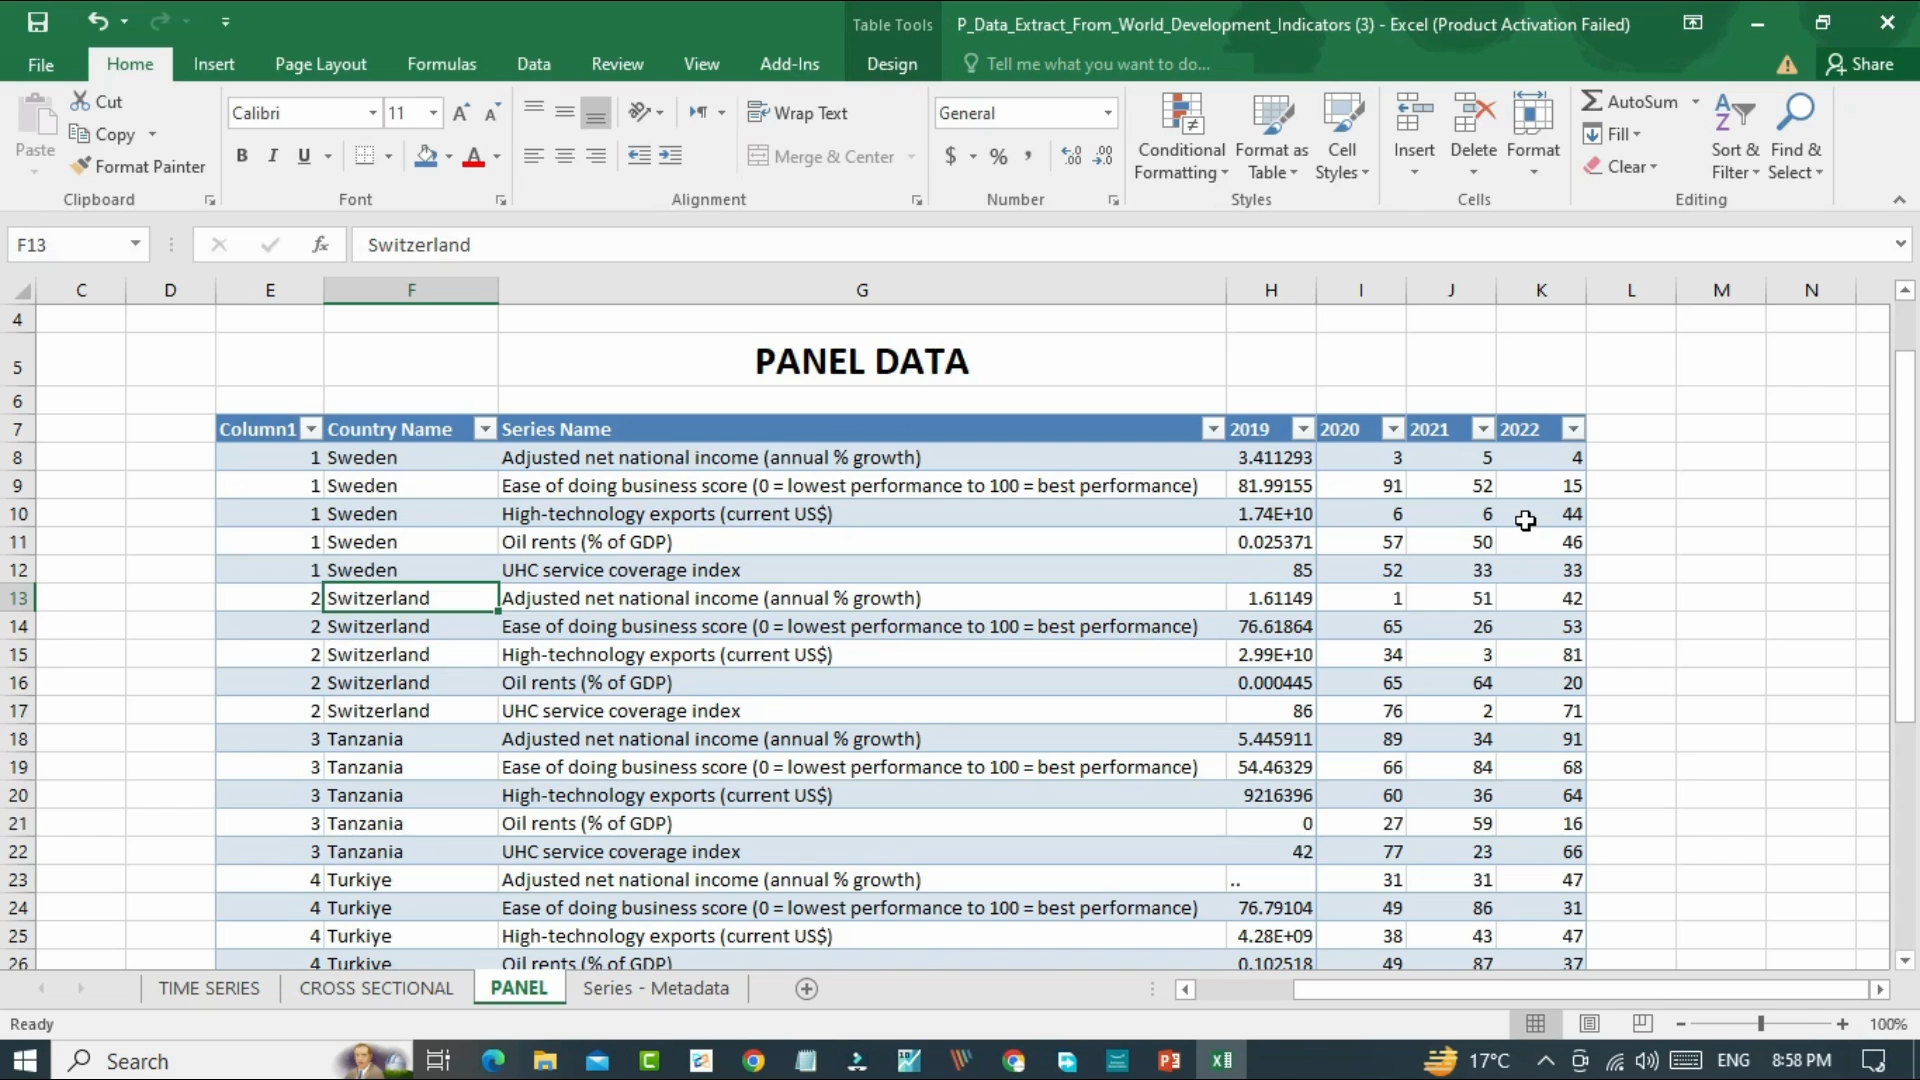 Table Tools
P_Data_Extract_From_World_Development_Indicators (3) - Excel (Product Activation Failed)
File Home Insert Page Layout Formulas Data Review View Add-Ins Design Tell me what you want to do... Share
Paste
Cut
Copy
Format Painter
Clipboard
Calibri 11
B I U A
Font
Wrap Text
Merge & Center
Alignment
General
$ % ,
Number
Conditional Formatting
Format as Table
Cell Styles
Styles
Insert
Delete
Format
Cells
AutoSum
Fill
Clear
Sort & Filter
Find & Select
Editing
F13 fx Switzerland
C D E F G H I J K L M N
4
5 PANEL DATA
6
7 Column1 Country Name Series Name 2019 2020 2021 2022
8 1 Sweden Adjusted net national income (annual % growth) 3.411293 3 5 4
9 1 Sweden Ease of doing business score (0 = lowest performance to 100 = best performance) 81.99155 91 52 15
10 1 Sweden High-technology exports (current US$) 1.74E+10 6 6 44
11 1 Sweden Oil rents (% of GDP) 0.025371 57 50 46
12 1 Sweden UHC service coverage index 85 52 33 33
13 2 Switzerland Adjusted net national income (annual % growth) 1.61149 1 51 42
14 2 Switzerland Ease of doing business score (0 = lowest performance to 100 = best performance) 76.61864 65 26 53
15 2 Switzerland High-technology exports (current US$) 2.99E+10 34 3 81
16 2 Switzerland Oil rents (% of GDP) 0.000445 65 64 20
17 2 Switzerland UHC service coverage index 86 76 2 71
18 3 Tanzania Adjusted net national income (annual % growth) 5.445911 89 34 91
19 3 Tanzania Ease of doing business score (0 = lowest performance to 100 = best performance) 54.46329 66 84 68
20 3 Tanzania High-technology exports (current US$) 9216396 60 36 64
21 3 Tanzania Oil rents (% of GDP) 0 27 59 16
22 3 Tanzania UHC service coverage index 42 77 23 66
23 4 Turkiye Adjusted net national income (annual % growth) .. 31 31 47
24 4 Turkiye Ease of doing business score (0 = lowest performance to 100 = best performance) 76.79104 49 86 31
25 4 Turkiye High-technology exports (current US$) 4.28E+09 38 43 47
26 4 Turkiye Oil rents (% of GDP) 0.102518 49 87 37
TIME SERIES CROSS SECTIONAL PANEL Series - Metadata
Ready 100%
Search 17°C ENG 8:58 PM